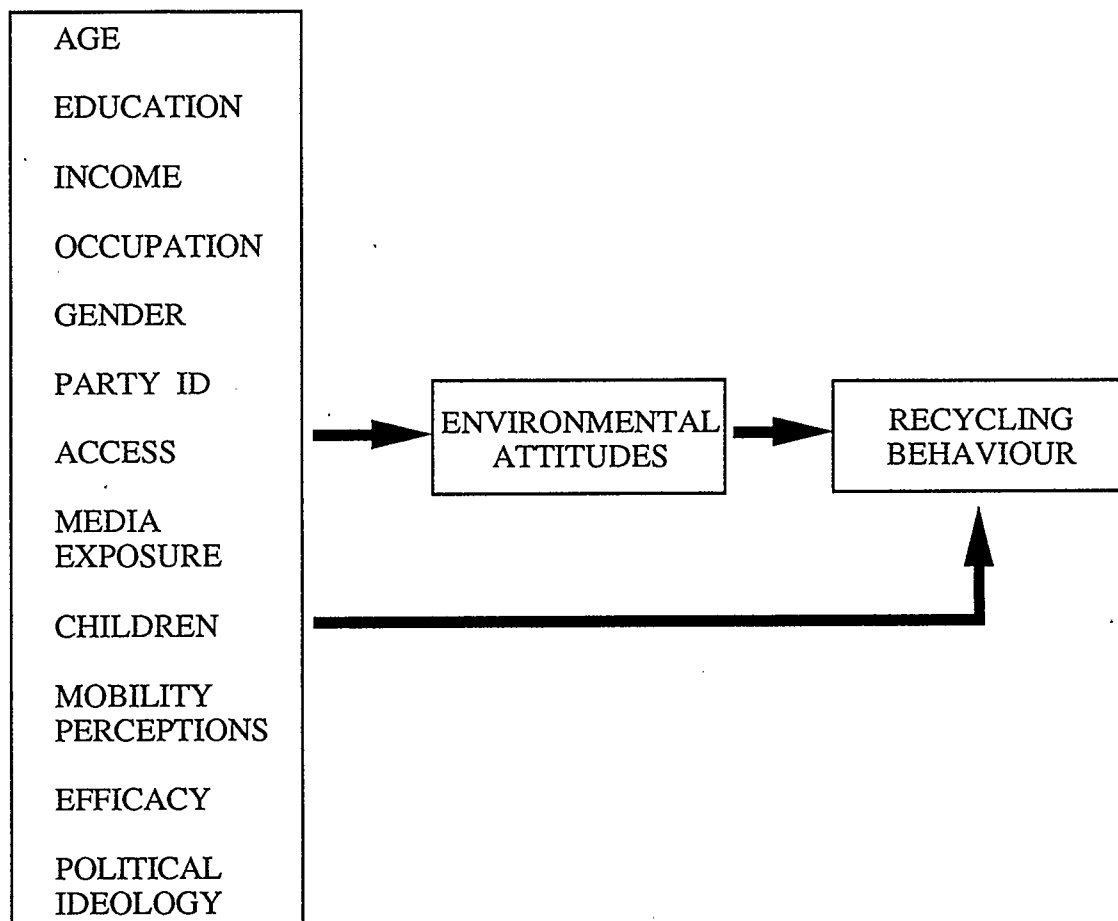 AGE
EDUCATION
INCOME
OCCUPATION
GENDER
PARTY ID
ACCESS
MEDIA
EXPOSURE
CHILDREN
MOBILITY
PERCEPTIONS
EFFICACY
POLITICAL
IDEOLOGY
ENVIRONMENTAL
ATTITUDES
RECYCLING
BEHAVIOUR